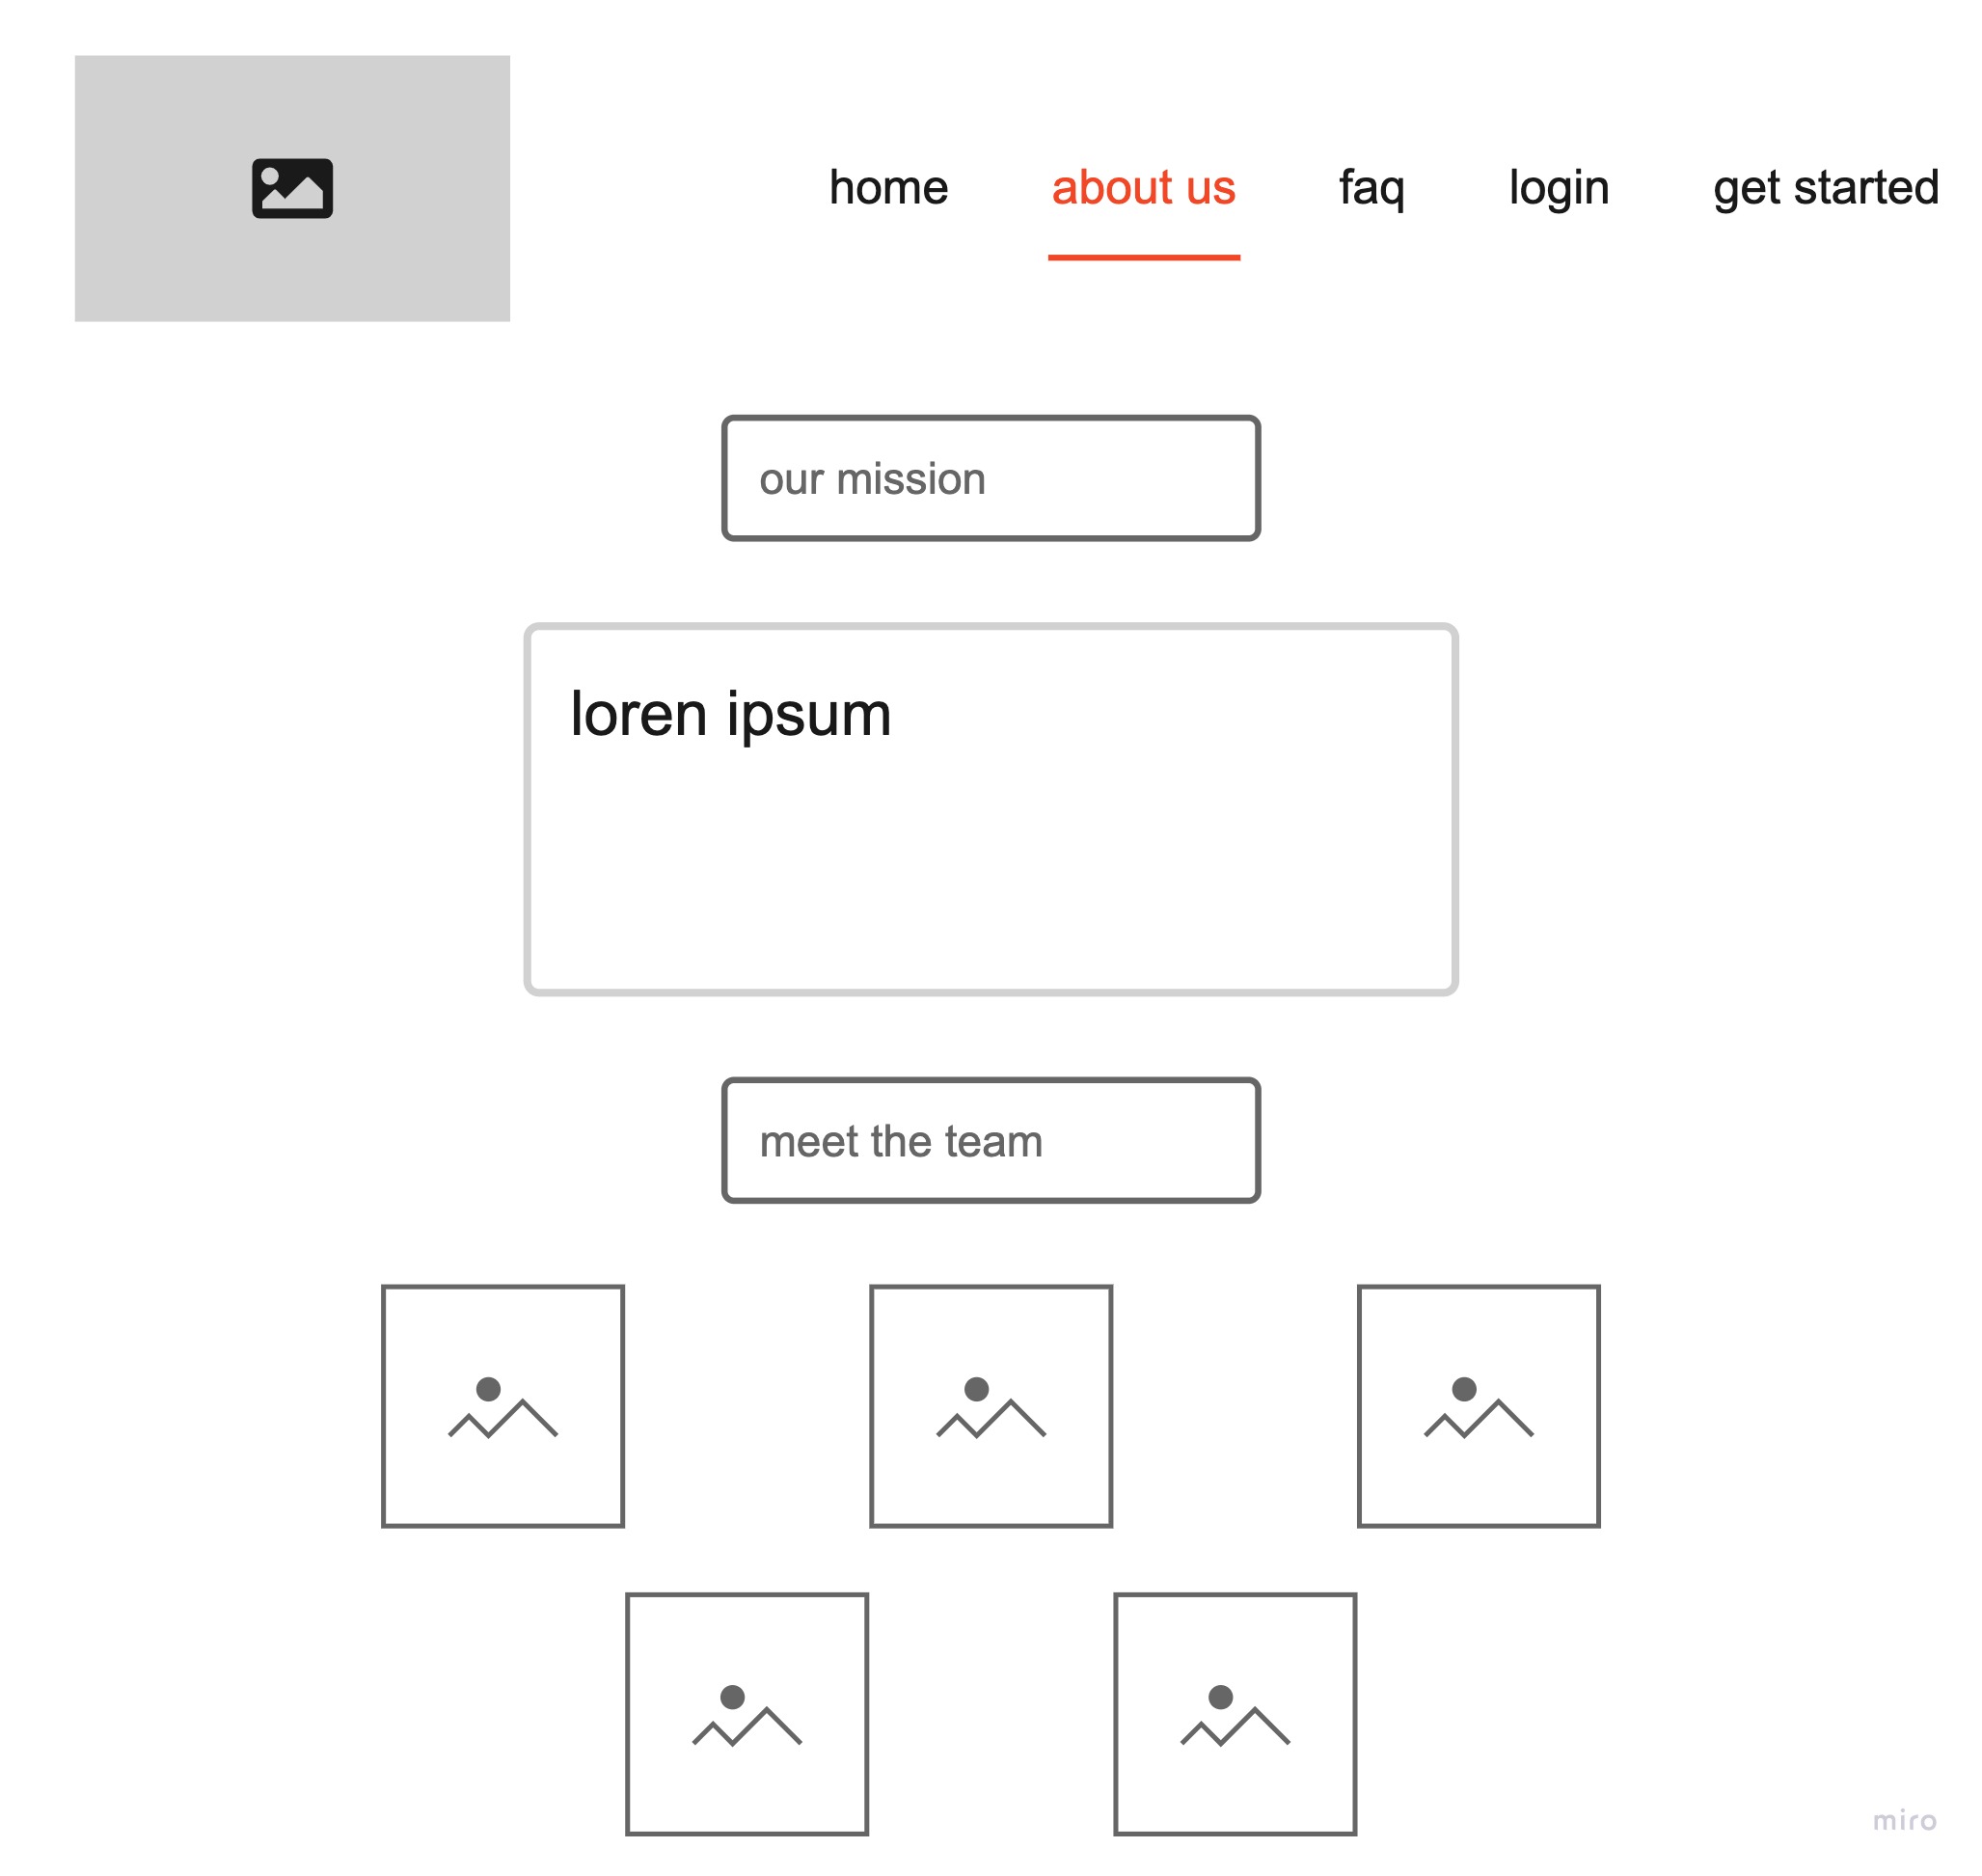 home about us faq login get started
our mission
loren ipsum
meet the team
miro